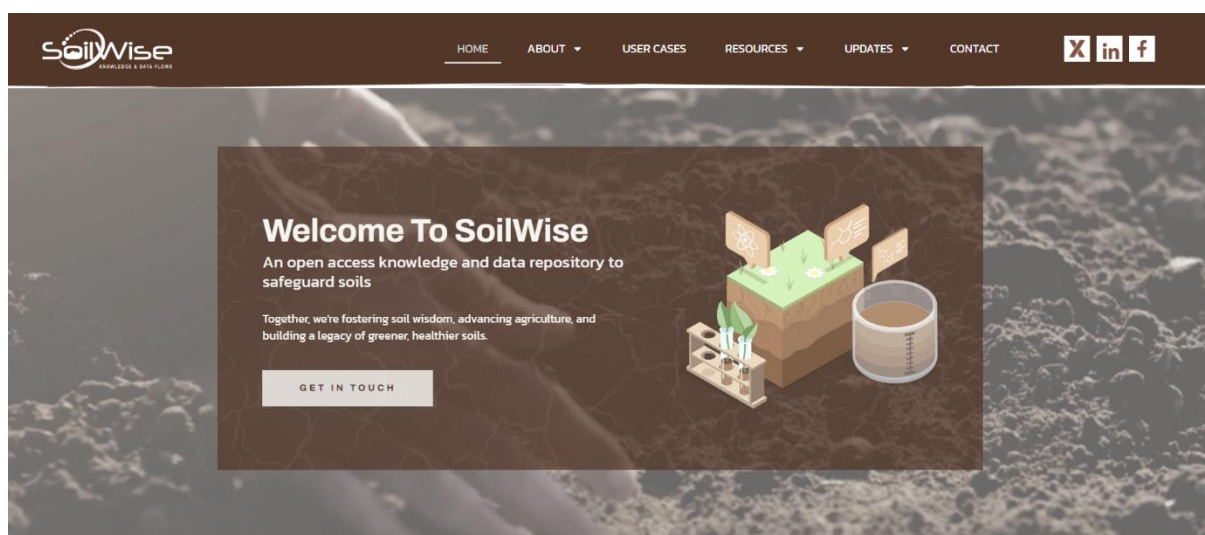 SoilWise
KNOWLEDGE & DATA FLOWS
HOME ABOUT USER CASES RESOURCES UPDATES CONTACT
X in f
Welcome To SoilWise
An open access knowledge and data repository to
safeguard soils
Together, we're fostering soil wisdom, advancing agriculture, and
building a legacy of greener, healthier soils.
GET IN TOUCH